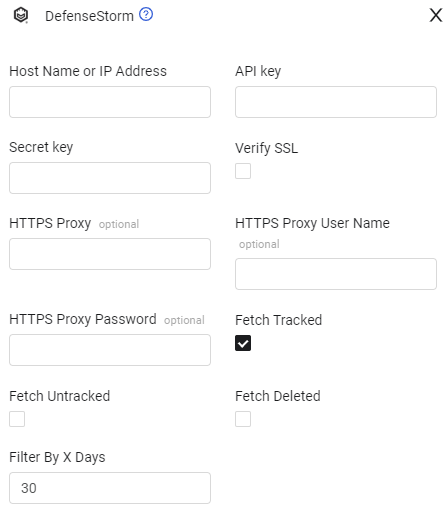 DefenseStorm ?
X
Host Name or IP Address
API key
Secret key
Verify SSL
HTTPS Proxy optional
HTTPS Proxy User Name
optional
HTTPS Proxy Password optional
Fetch Tracked
Fetch Untracked
Fetch Deleted
Filter By X Days
30